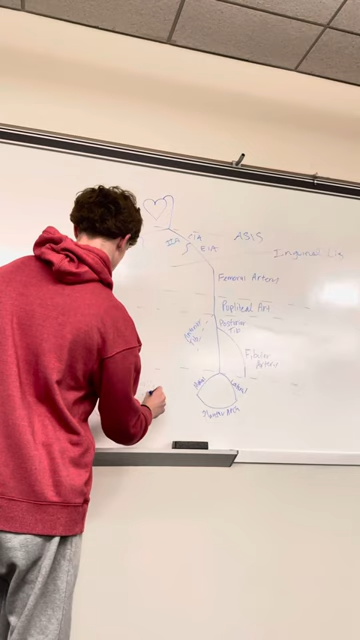 CIA
IIA
EIA
ASIS
Inguinal Lig
Femoral Artery
Popliteal Art
Posterior
Tib
Anterior
Tib
Fibular
Artery
Plantar Arch